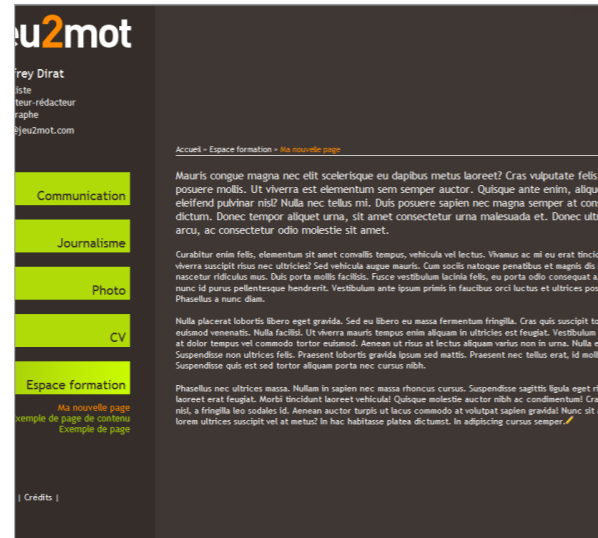 eu2mot
frey Dirat
iste
teur-rédacteur
raphe
@jeu2mot.com
Communication
Journalisme
Photo
CV
Espace formation
Ma nouvelle page
xemple de page de contenu
Exemple de page
| Crédits |
Accueil » Espace formation » Ma nouvelle page
Mauris congue magna nec elit scelerisque eu dapibus metus laoreet? Cras vulputate felis
posuere mollis. Ut viverra est elementum sem semper auctor. Quisque ante enim, alique
eleifend pulvinar nisl? Nulla nec tellus mi. Duis posuere sapien nec magna semper at con
dictum. Donec tempor aliquet urna, sit amet consectetur urna malesuada et. Donec ult
arcu, ac consectetur odio molestie sit amet.
Curabitur enim felis, elementum sit amet convallis tempus, vehicula vel lectus. Vivamus ac mi eu erat tincid
viverra suscipit risus nec ultricies? Sed vehicula augue mauris. Cum sociis natoque penatibus et magnis dis
nascetur ridiculus mus. Duis porta mollis facilisis. Fusce vestibulum lacinia felis, eu porta odio consequat a
nunc id purus pellentesque hendrerit. Vestibulum ante ipsum primis in faucibus orci luctus et ultrices pos
Phasellus a nunc diam.
Nulla placerat lobortis libero eget gravida. Sed eu libero eu massa fermentum fringilla. Cras quis suscipit to
euismod venenatis. Nulla facilisi. Ut viverra mauris tempus enim aliquam in ultricies est feugiat. Vestibulum
at dolor tempus vel commodo tortor euismod. Aenean ut risus at lectus aliquam varius non in urna. Nulla e
Suspendisse non ultrices felis. Praesent lobortis gravida ipsum sed mattis. Praesent nec tellus erat, id moll
Suspendisse quis est sed tortor aliquam porta nec cursus nibh.
Phasellus nec ultrices massa. Nullam in sapien nec massa rhoncus cursus. Suspendisse sagittis ligula eget ri
laoreet erat feugiat. Morbi tincidunt laoreet vehicula! Quisque molestie auctor nibh ac condimentum! Cra
nisl, a fringilla leo sodales id. Aenean auctor turpis ut lacus commodo at volutpat sapien gravida! Nunc sit
lorem ultrices suscipit vel at metus? In hac habitasse platea dictumst. In adipiscing cursus semper.